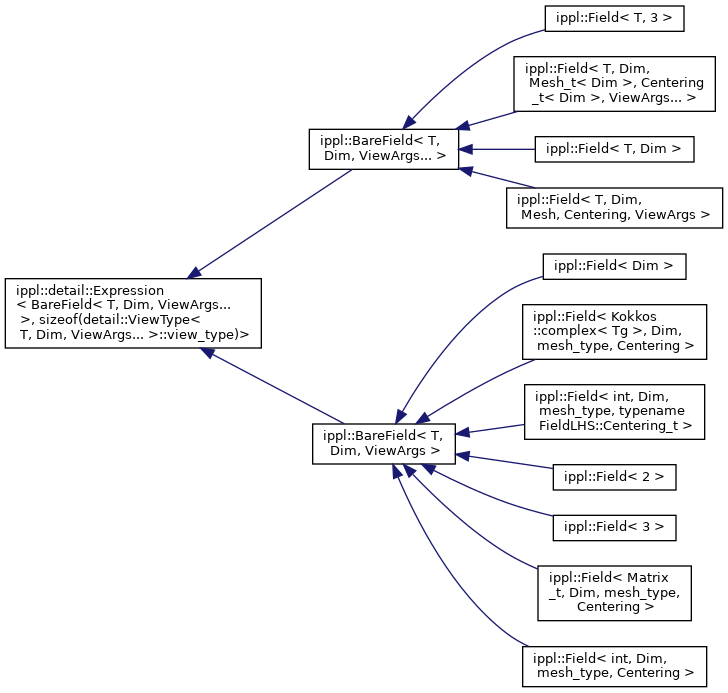 ippl::Field< T, 3 >
ippl::Field< T, Dim,
Mesh_t< Dim >, Centering
_t< Dim >, ViewArgs... >
ippl::BareField< T,
Dim, ViewArgs... >
ippl::Field< T, Dim >
ippl::Field< T, Dim,
Mesh, Centering, ViewArgs >
ippl::detail::Expression
< BareField< T, Dim, ViewArgs...
>, sizeof(detail::ViewType<
T, Dim, ViewArgs... >::view_type)>
ippl::Field< Dim >
ippl::Field< Kokkos
::complex< Tg >, Dim,
mesh_type, Centering >
ippl::Field< int, Dim,
mesh_type, typename
FieldLHS::Centering_t >
ippl::BareField< T,
Dim, ViewArgs >
ippl::Field< 2 >
ippl::Field< 3 >
ippl::Field< Matrix
_t, Dim, mesh_type,
Centering >
ippl::Field< int, Dim,
mesh_type, Centering >